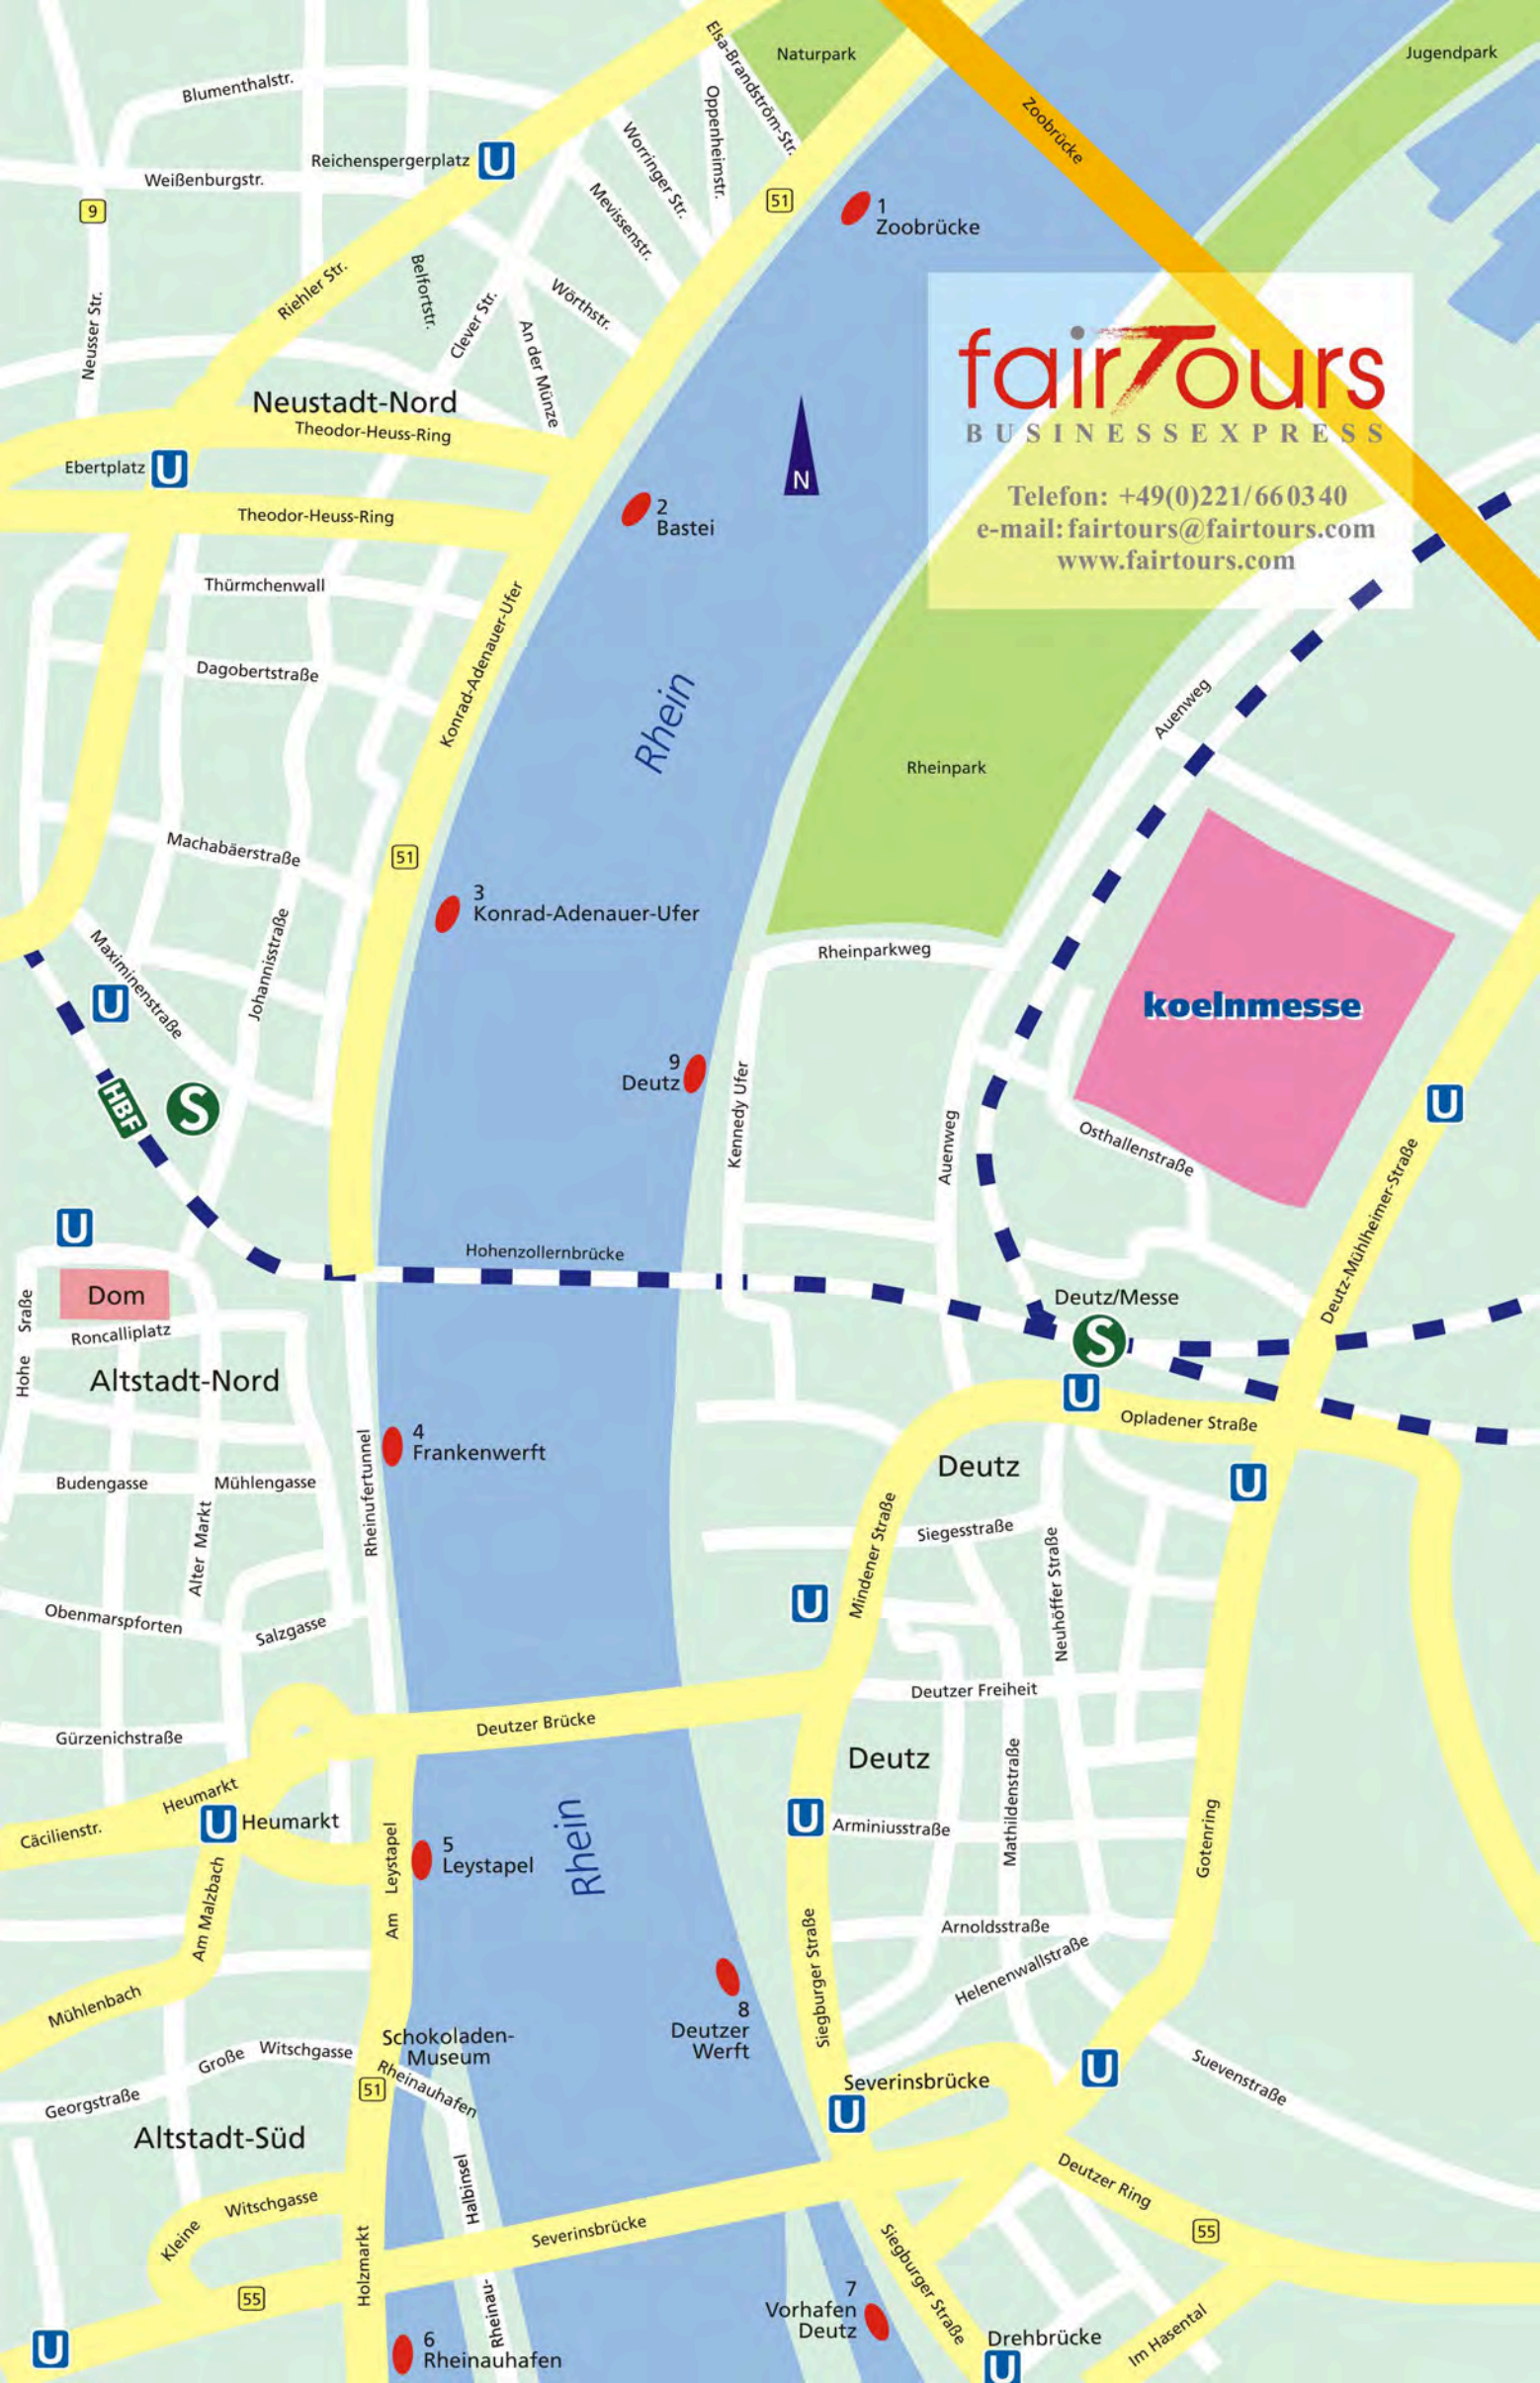 Naturpark
Jugendpark
Elsa-Brandström-Str.
Blumenthalstr.
Oppenheimstr.
Zoobrücke
Worringer Str.
Reichenspergerplatz U
Weißenburgstr.
Mevissenstr.
9
51
1
Zoobrücke
Riehler Str.
Belfortstr.
Clever Str.
Wörthstr.
Neusser Str.
An der Münze
fairTours
BUSINESSEXPRESS
Telefon: +49(0)221/660340
e-mail: fairtours@fairtours.com
www.fairtours.com
Neustadt-Nord
Theodor-Heuss-Ring
Ebertplatz U
N
2
Bastei
Theodor-Heuss-Ring
Thürmchenwall
Konrad-Adenauer-Ufer
Dagobertstraße
Rhein
Auenweg
Rheinpark
Machabäerstraße
51
3
Konrad-Adenauer-Ufer
Maximinenstraße
Johannisstraße
Rheinparkweg
koelnmesse
U
9
Deutz
Kennedy Ufer
HBF
S
Auenweg
Osthallenstraße
U
Deutz-Mühlheimer-Straße
U
Hohenzollernbrücke
Dom
Hohe Sraße
Roncalliplatz
Deutz/Messe
S
Altstadt-Nord
U
Opladener Straße
4
Frankenwerft
Rheinufertunnel
Deutz
U
Budengasse
Mühlengasse
Alter Markt
Siegesstraße
Mindener Straße
Neuhöffer Straße
U
Obenmarspforten
Salzgasse
Deutzer Freiheit
Gürzenichstraße
Deutzer Brücke
Deutz
Mathildenstraße
Heumarkt
Cäcilienstr.
U Heumarkt
U
Arminiusstraße
Gotenring
Am Leystapel
5
Leystapel
Rhein
Am Malzbach
Siegburger Straße
Arnoldsstraße
Helenenwallstraße
Mühlenbach
8
Deutzer
Werft
Schokoladen-
Museum
Große Witschgasse
Rheinauhafen
51
Georgstraße
Severinsbrücke
U
U
Suevenstraße
Altstadt-Süd
Halbinsel
Deutzer Ring
Witschgasse
Kleine
Severinsbrücke
55
Holzmarkt
Siegburger Straße
55
Rheinau-
7
Vorhafen
Deutz
U
6
Rheinauhafen
Drehbrücke
U
Im Hasental